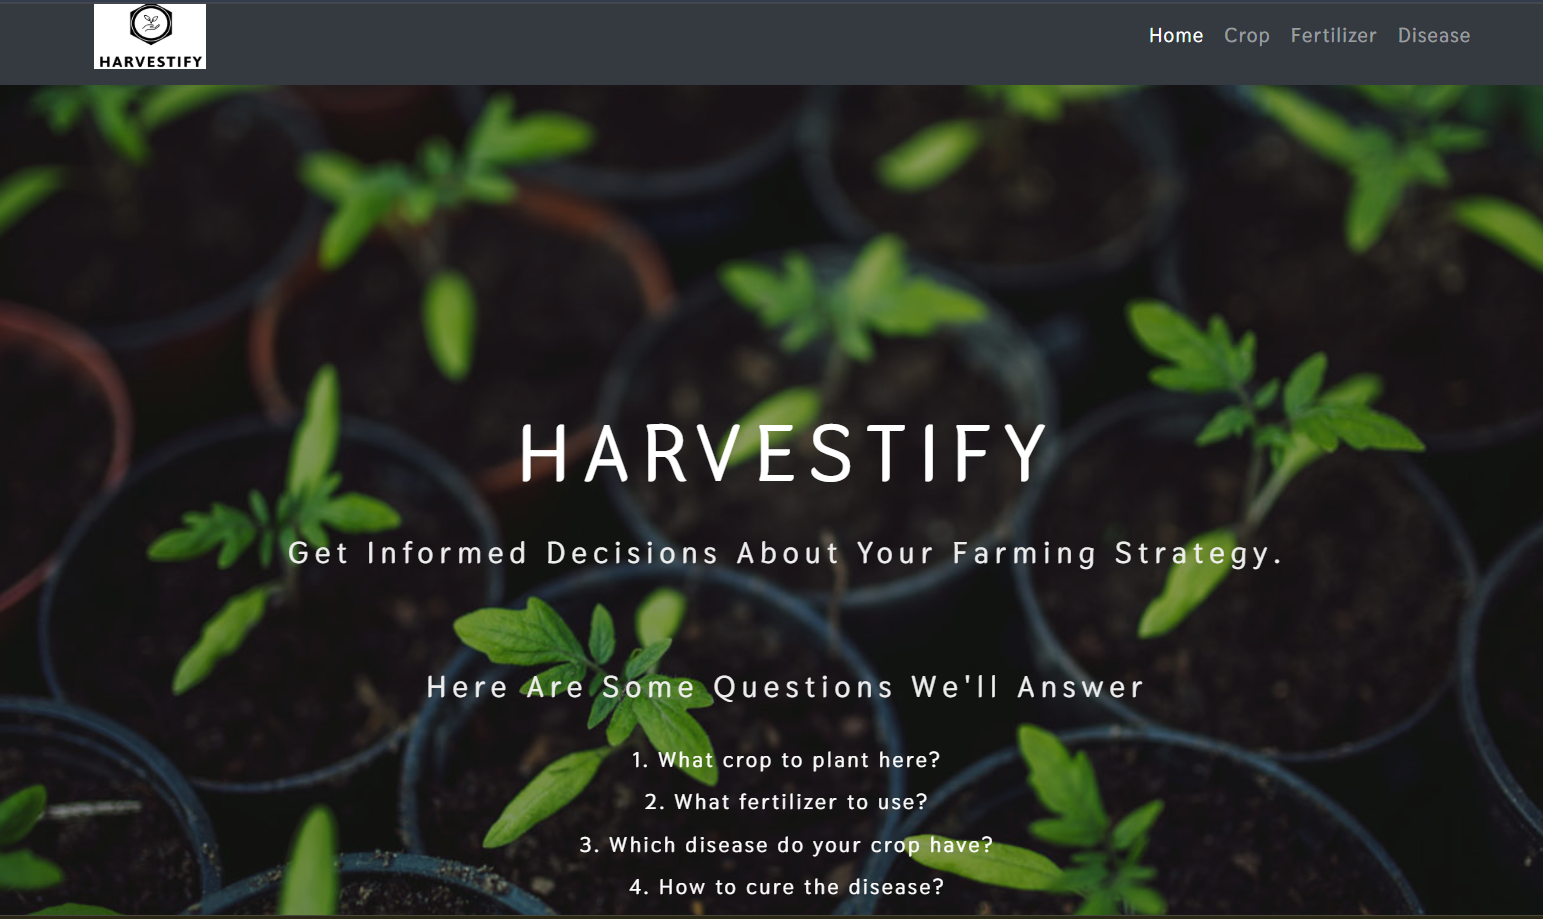 HARVESTIFY
Home Crop Fertilizer Disease
HARVESTIFY
Get Informed Decisions About Your Farming Strategy.
Here Are Some Questions We'll Answer
1. What crop to plant here?
2. What fertilizer to use?
3. Which disease do your crop have?
4. How to cure the disease?